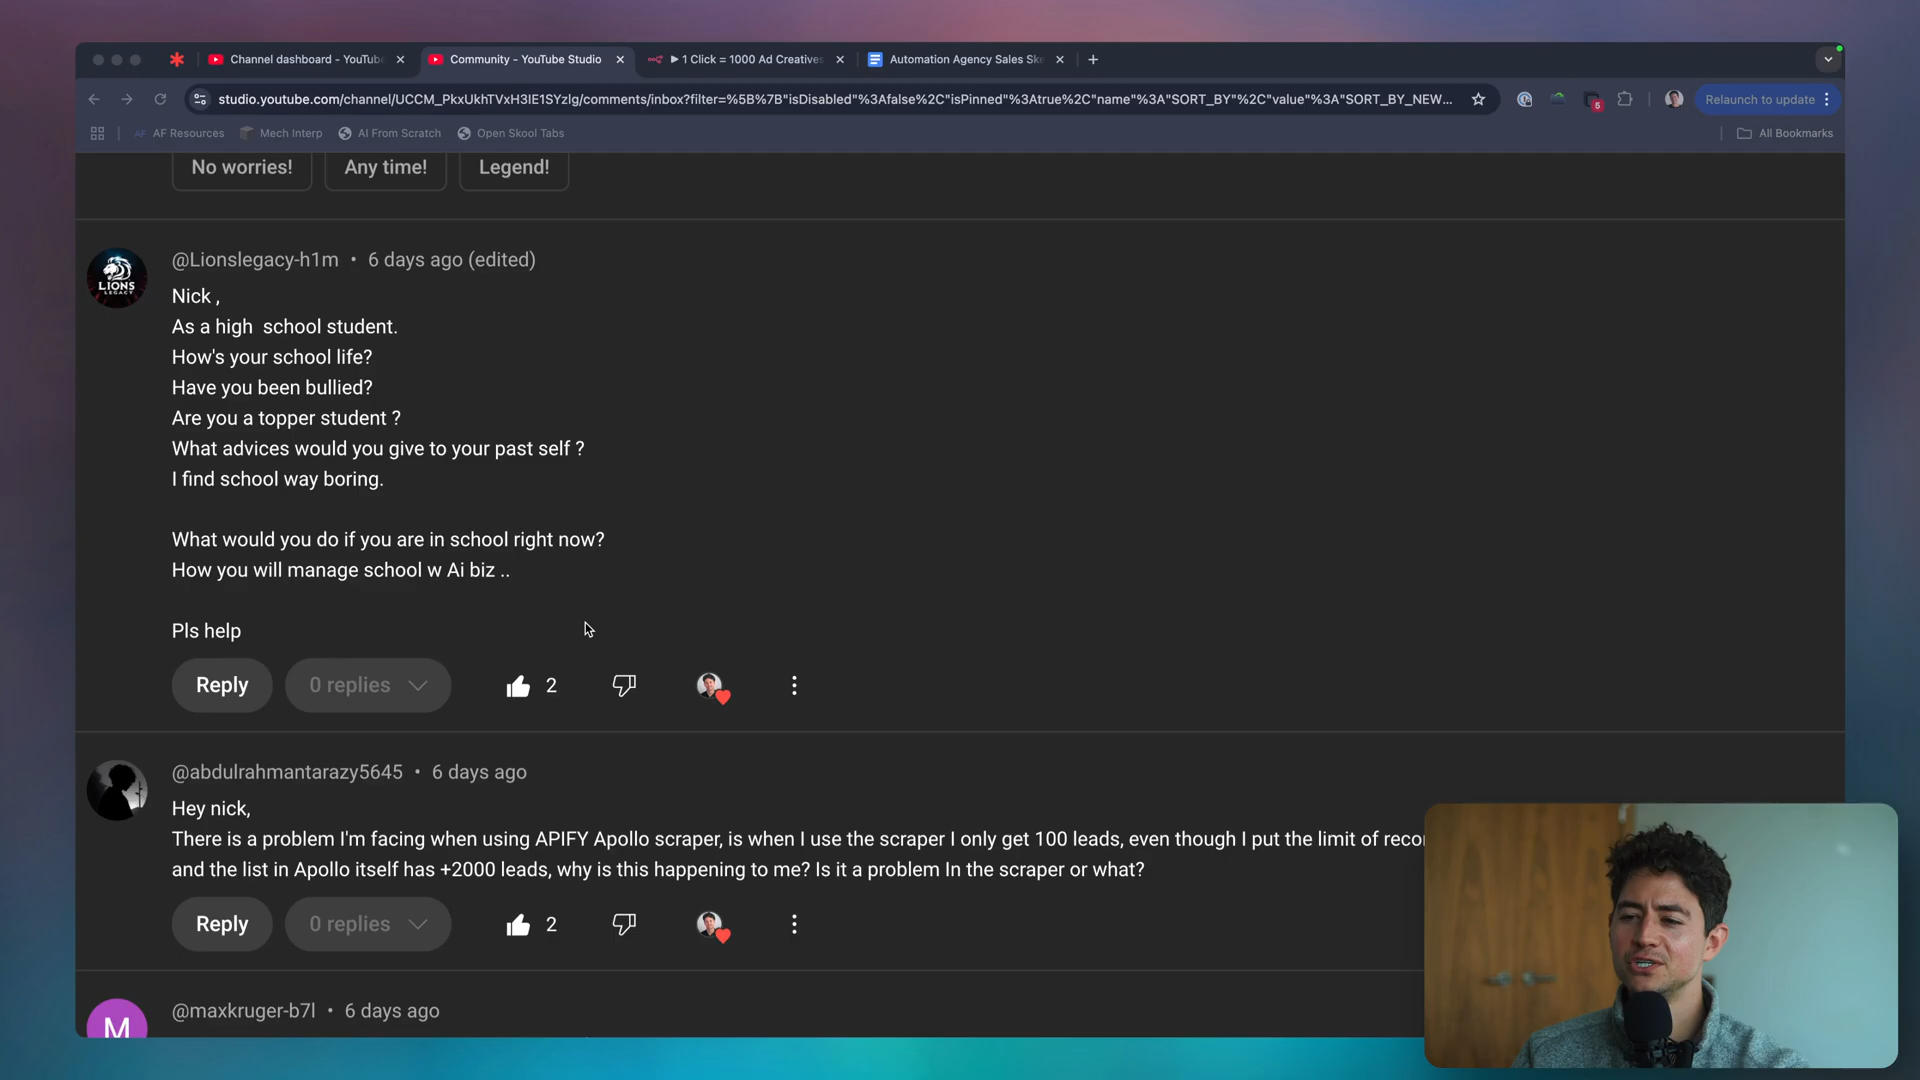 Channel dashboard - YouTube
Community - YouTube Studio
1 Click = 1000 Ad Creatives
Automation Agency Sales Ske
studio.youtube.com/channel/UCCM_PkxUkhTVxH3IE1SYzlg/comments/inbox?filter=%5B%7B"isDisabled"%3Afalse%2C"isPinned"%3Atrue%2C"name"%3A"SORT_BY"%2C"value"%3A"SORT_BY_NEW...
5
Relaunch to update
AF AF Resources
Mech Interp
AI From Scratch
Open Skool Tabs
All Bookmarks
No worries!
Any time!
Legend!
LIONS
LEGACY
@Lionslegacy-h1m • 6 days ago (edited)
Nick ,
As a high school student.
How's your school life?
Have you been bullied?
Are you a topper student ?
What advices would you give to your past self ?
I find school way boring.
What would you do if you are in school right now?
How you will manage school w Ai biz ..
Pls help
Reply
0 replies
2
@abdulrahmantarazy5645 • 6 days ago
Hey nick,
There is a problem I'm facing when using APIFY Apollo scraper, is when I use the scraper I only get 100 leads, even though I put the limit of recor
and the list in Apollo itself has +2000 leads, why is this happening to me? Is it a problem In the scraper or what?
Reply
0 replies
2
M
@maxkruger-b7l • 6 days ago